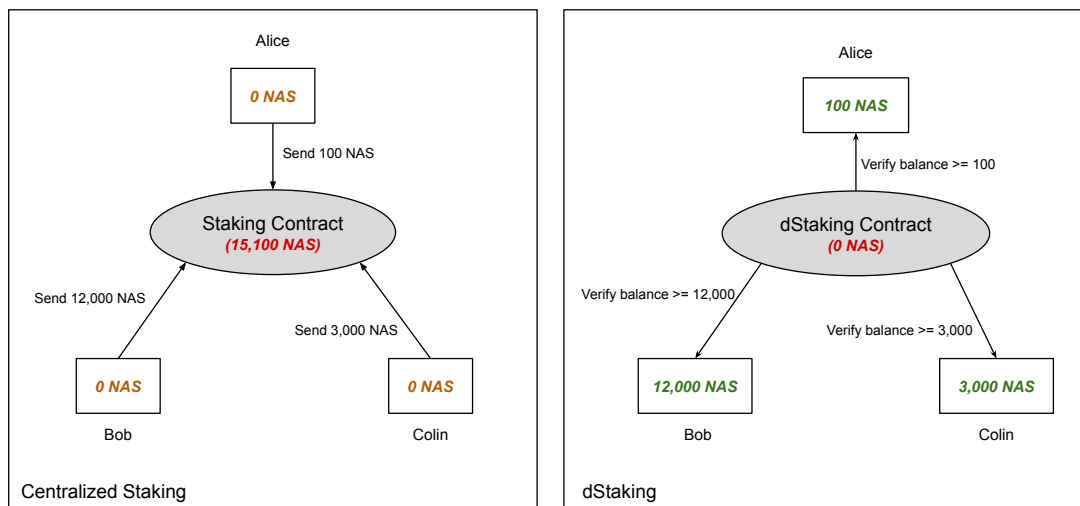 Alice
0 NAS
Send 100 NAS
Staking Contract
(15,100 NAS)
Send 12,000 NAS
Send 3,000 NAS
0 NAS
0 NAS
Bob
Colin
Centralized Staking
Alice
100 NAS
Verify balance >= 100
dStaking Contract
(0 NAS)
Verify balance >= 12,000
Verify balance >= 3,000
12,000 NAS
3,000 NAS
Bob
Colin
dStaking